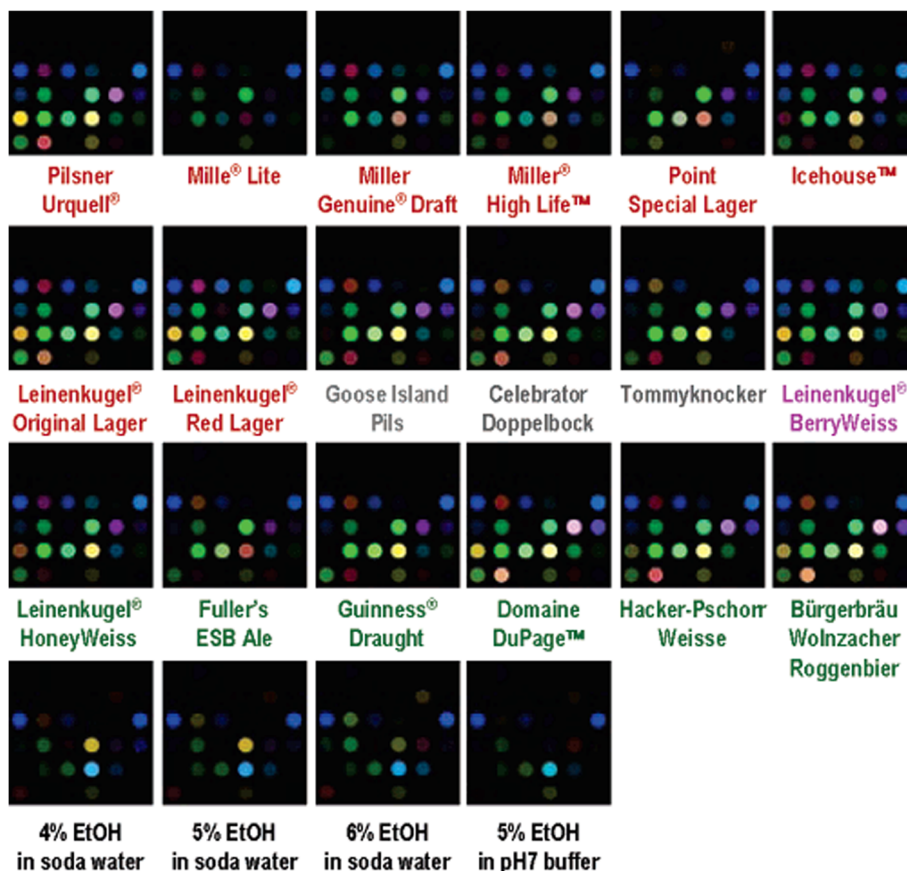 Pilsner
Urquell®
Mille® Lite
Miller
Genuine® Draft
Miller®
High Life™
Point
Special Lager
Icehouse™
Leinenkugel®
Original Lager
Leinenkugel®
Red Lager
Goose Island
Pils
Celebrator
Doppelbock
Tommyknocker
Leinenkugel®
BerryWeiss
Leinenkugel®
HoneyWeiss
Fuller's
ESB Ale
Guinness®
Draught
Domaine
DuPage™
Hacker-Pschorr
Weisse
Bürgerbräu
Wolnzacher
Roggenbier
4% EtOH
in soda water
5% EtOH
in soda water
6% EtOH
in soda water
5% EtOH
in pH7 buffer